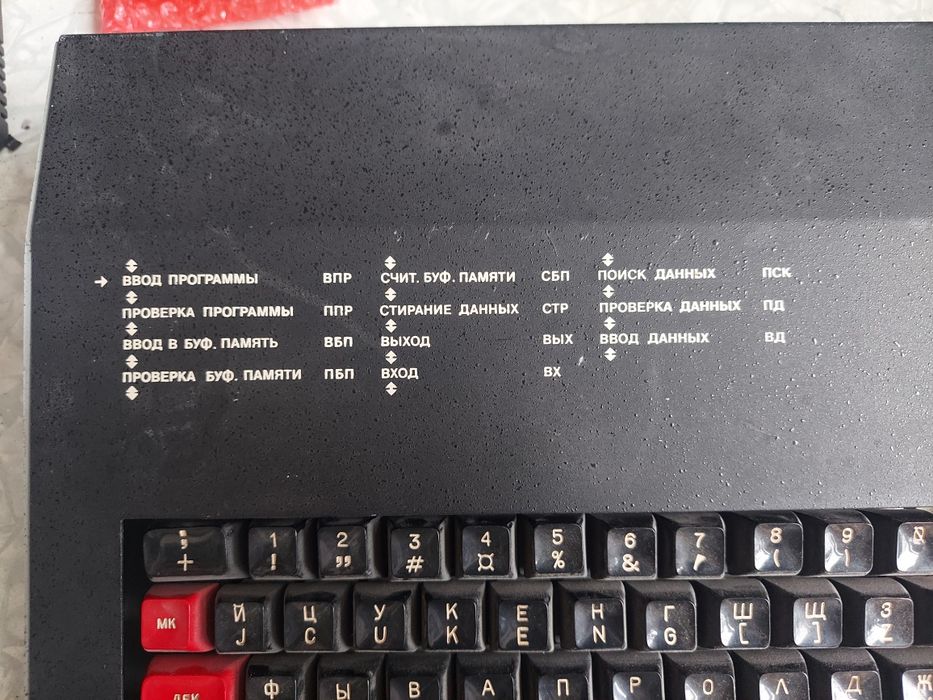 ВВОД ПРОГРАММЫ ВПР СЧИТ. БУФ. ПАМЯТИ СБП ПОИСК ДАННЫХ ПСК
ПРОВЕРКА ПРОГРАММЫ ППР СТИРАНИЕ ДАННЫХ СТР ПРОВЕРКА ДАННЫХ ПД
ВВОД В БУФ. ПАМЯТЬ ВБП ВЫХОД ВЫХ ВВОД ДАННЫХ ВД
ПРОВЕРКА БУФ. ПАМЯТИ ПБП ВХОД ВХ
; 1 2 3 4 5 6 7 8 9
+ ! " # ¤ % & ' ( )
МК Й Ц У К Е Н Г Ш Щ З
J C U K E N G [ ] Z
Ф Ы В А П Р О Л Д Ж